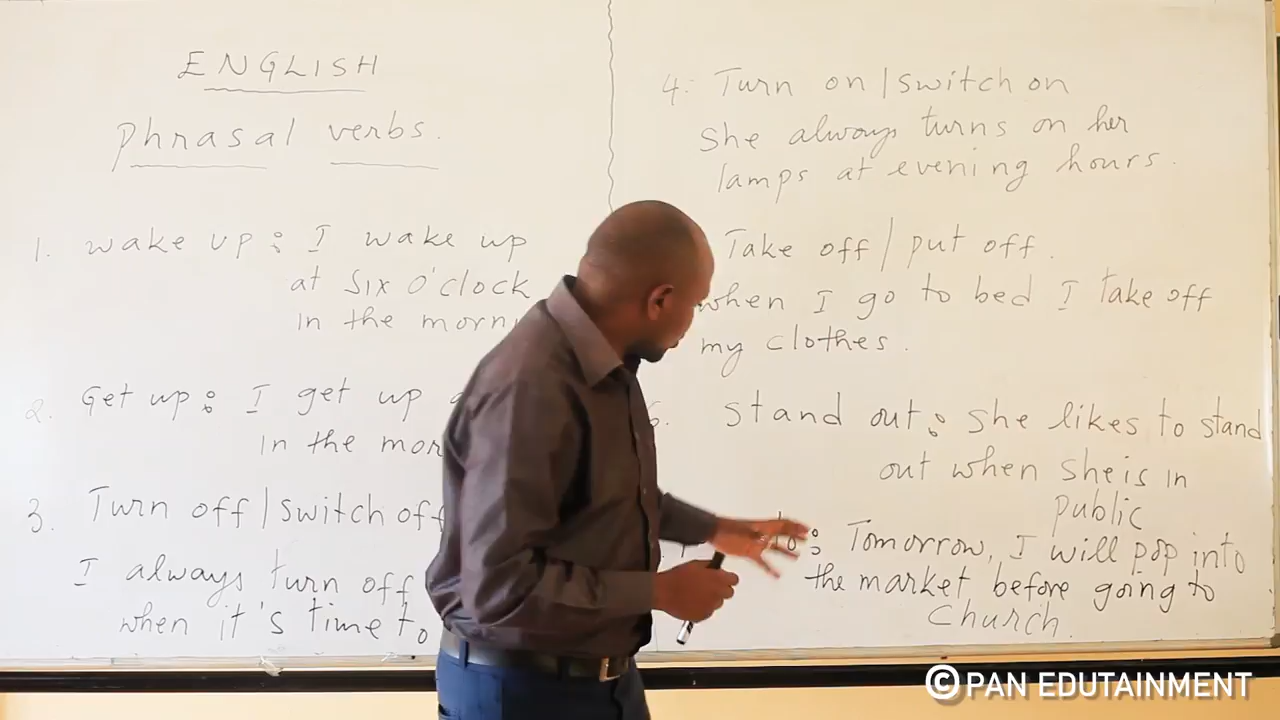 ENGLISH
Phrasal verbs.
1. wake up : I wake up
at six o'clock
in the morn
2. Get up : I get up
in the mor
3. Turn off / switch off
I always turn off
when it's time to
4: Turn on / switch on
She always turns on her
lamps at evening hours.
Take off / put off.
when I go to bed I take off
my clothes.
6. Stand out : She likes to stand
out when she is in
public
to : Tomorrow, I will pop into
the market before going to
Church.
©PAN EDUTAINMENT